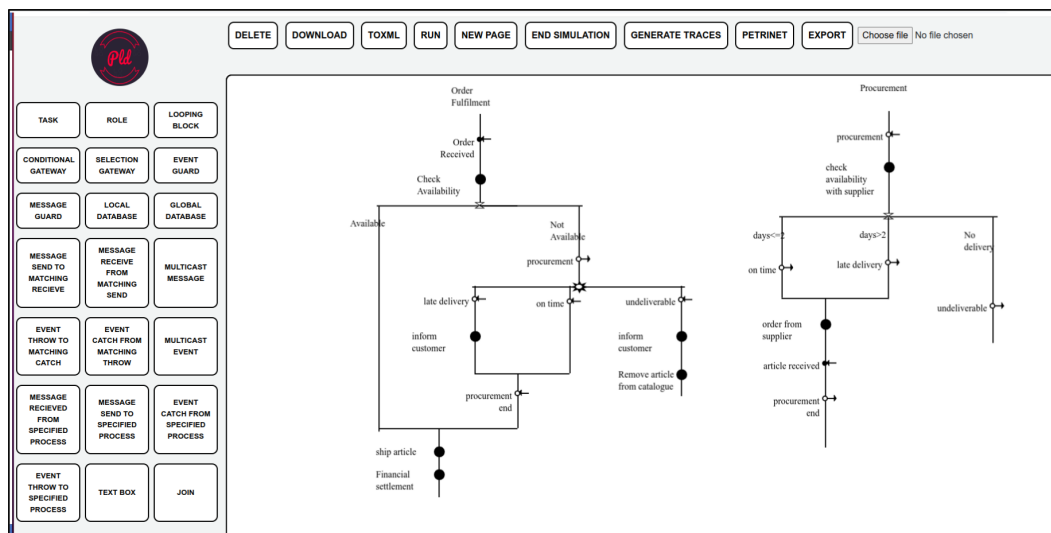 Pld
DELETE
DOWNLOAD
TOXML
RUN
NEW PAGE
END SIMULATION
GENERATE TRACES
PETRINET
EXPORT
Choose file No file chosen
TASK
ROLE
LOOPING
BLOCK
CONDITIONAL
GATEWAY
SELECTION
GATEWAY
EVENT
GUARD
MESSAGE
GUARD
LOCAL
DATABASE
GLOBAL
DATABASE
MESSAGE
SEND TO
MATCHING
RECIEVE
MESSAGE
RECEIVE
FROM
MATCHING
SEND
MULTICAST
MESSAGE
EVENT
THROW TO
MATCHING
CATCH
EVENT
CATCH FROM
MATCHING
THROW
MULTICAST
EVENT
MESSAGE
RECIEVED
FROM
SPECIFIED
PROCESS
MESSAGE
SEND TO
SPECIFIED
PROCESS
EVENT
CATCH FROM
SPECIFIED
PROCESS
EVENT
THROW TO
SPECIFIED
PROCESS
TEXT BOX
JOIN
Order
Fulfilment
Order
Received
Check
Availability
Available
Not
Available
procurement
late delivery
on time
undeliverable
inform
customer
inform
customer
Remove article
from catalogue
procurement
end
ship article
Financial
settlement
Procurement
procurement
check
availability
with supplier
days<=2
days>2
No
delivery
on time
late delivery
undeliverable
order from
supplier
article received
procurement
end